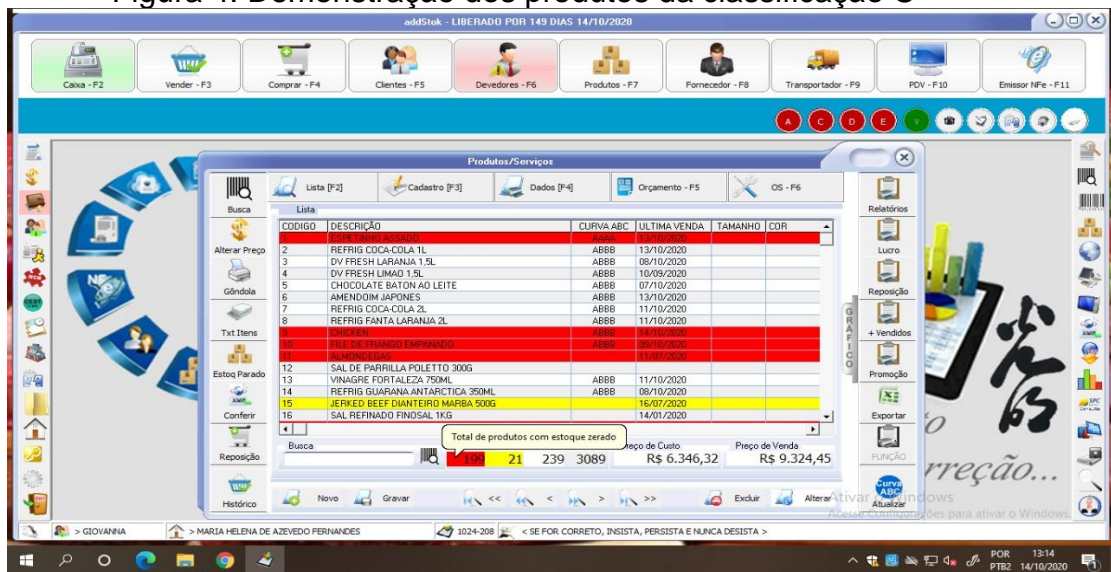 Figura 4: Demonstração dos produtos da classificação C
addStok - LIBERADO POR 149 DIAS 14/10/2020
Caixa - F2
Vender - F3
Comprar - F4
Clientes - F5
Devedores - F6
Produtos - F7
Fornecedor - F8
Transportador - F9
PDV - F10
Emissor NFe - F11
A C D E V
Produtos/Serviços
Busca
Lista [F2]
Cadastro [F3]
Dados [F4]
Orçamento - F5
OS - F6
Relatórios
Lista
CODIGO DESCRIÇÃO CURVA ABC ULTIMA VENDA TAMANHO COR
1 ESPETINHO ASSADO AAAA 13/10/2020
2 REFRIG COCA-COLA 1L ABBB 13/10/2020
3 DV FRESH LARANJA 1,5L ABBB 08/10/2020
4 DV FRESH LIMAO 1,5L ABBB 10/09/2020
5 CHOCOLATE BATON AO LEITE ABBB 07/10/2020
6 AMENDOIM JAPONES ABBB 13/10/2020
7 REFRIG COCA-COLA 2L ABBB 11/10/2020
8 REFRIG FANTA LARANJA 2L ABBB 11/10/2020
9 CHICKEN ABBB 14/10/2020
10 FILE DE FRANGO EMPANADO ABBB 09/10/2020
11 ALMONDEGAS 11/07/2020
12 SAL DE PARRILLA POLETTO 300G
13 VINAGRE FORTALEZA 750ML ABBB 11/10/2020
14 REFRIG GUARANA ANTARCTICA 350ML ABBB 08/10/2020
15 JERKED BEEF DIANTEIRO MARBA 500G 16/07/2020
16 SAL REFINADO FINOSAL 1KG 14/01/2020
Alterar Preço
Gôndola
Txt Itens
Estoq Parado
Conferir
Reposição
Histórico
Lucro
Reposição
+ Vendidos
Promoção
Exportar
FUNÇÃO
Curva
ABC
Atualizar
GRAFICO
Total de produtos com estoque zerado
Busca
reço de Custo
Preço de Venda
199 21 239 3089 R$ 6.346,32 R$ 9.324,45
Novo
Gravar
<< < > >>
Excluir
Alterar
rreção...
Ativar o Windows
Acesse Configurações para ativar o Windows.
> GIOVANNA
> MARIA HELENA DE AZEVEDO FERNANDES
1024-208
< SE FOR CORRETO, INSISTA, PERSISTA E NUNCA DESISTA >
POR 13:14
PTB2 14/10/2020